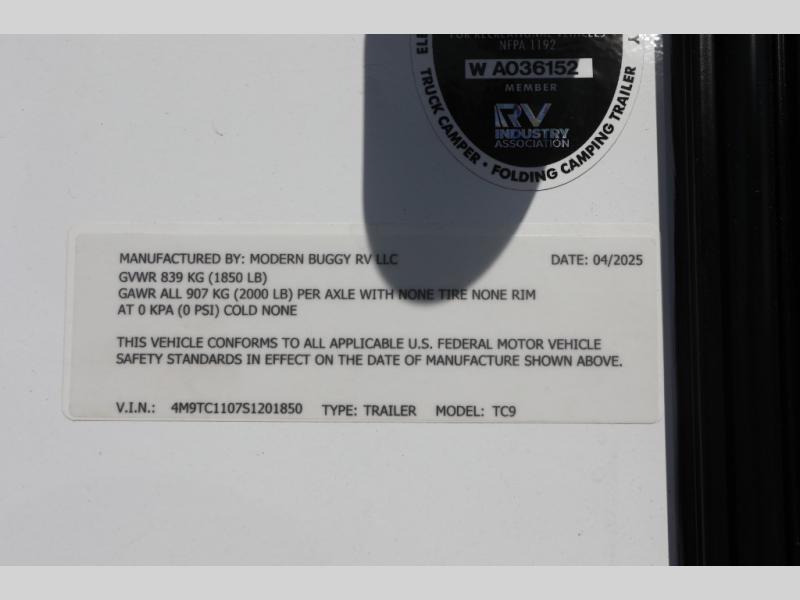 FOR RECREATIONAL VEHICLES
NFPA 1192
W A036152
MEMBER
RV
INDUSTRY
ASSOCIATION
TRUCK CAMPER • FOLDING CAMPING TRAILER
MANUFACTURED BY: MODERN BUGGY RV LLC DATE: 04/2025
GVWR 839 KG (1850 LB)
GAWR ALL 907 KG (2000 LB) PER AXLE WITH NONE TIRE NONE RIM
AT 0 KPA (0 PSI) COLD NONE
THIS VEHICLE CONFORMS TO ALL APPLICABLE U.S. FEDERAL MOTOR VEHICLE
SAFETY STANDARDS IN EFFECT ON THE DATE OF MANUFACTURE SHOWN ABOVE.
V.I.N.: 4M9TC1107S1201850 TYPE: TRAILER MODEL: TC9